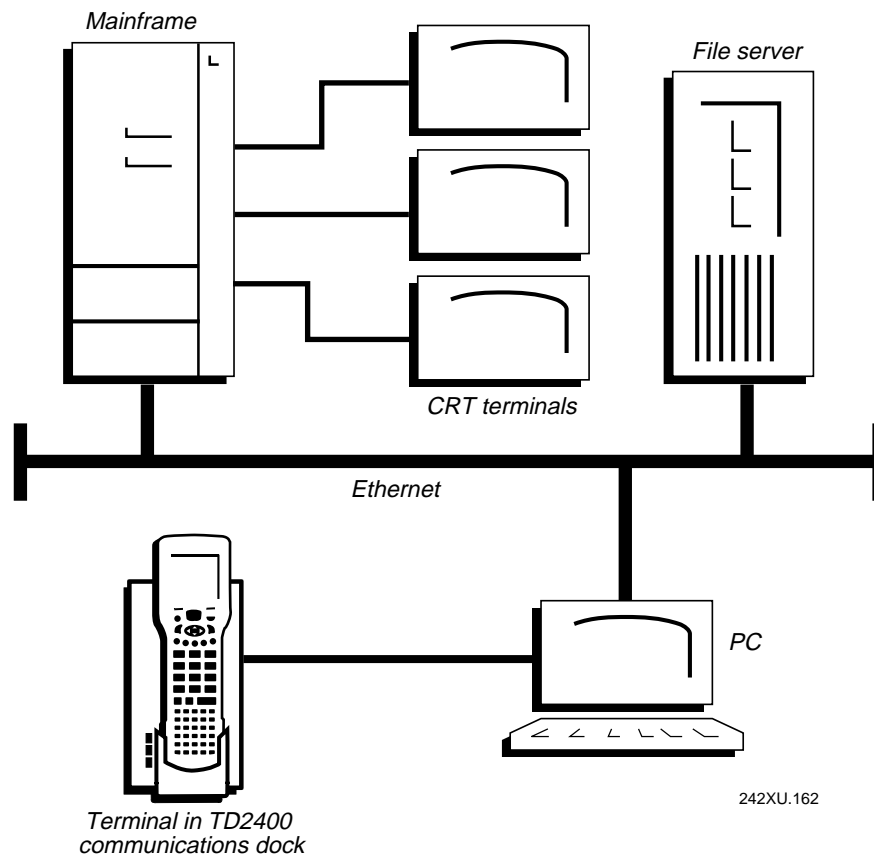 Mainframe
File server
CRT terminals
Ethernet
PC
242XU.162
Terminal in TD2400
communications dock